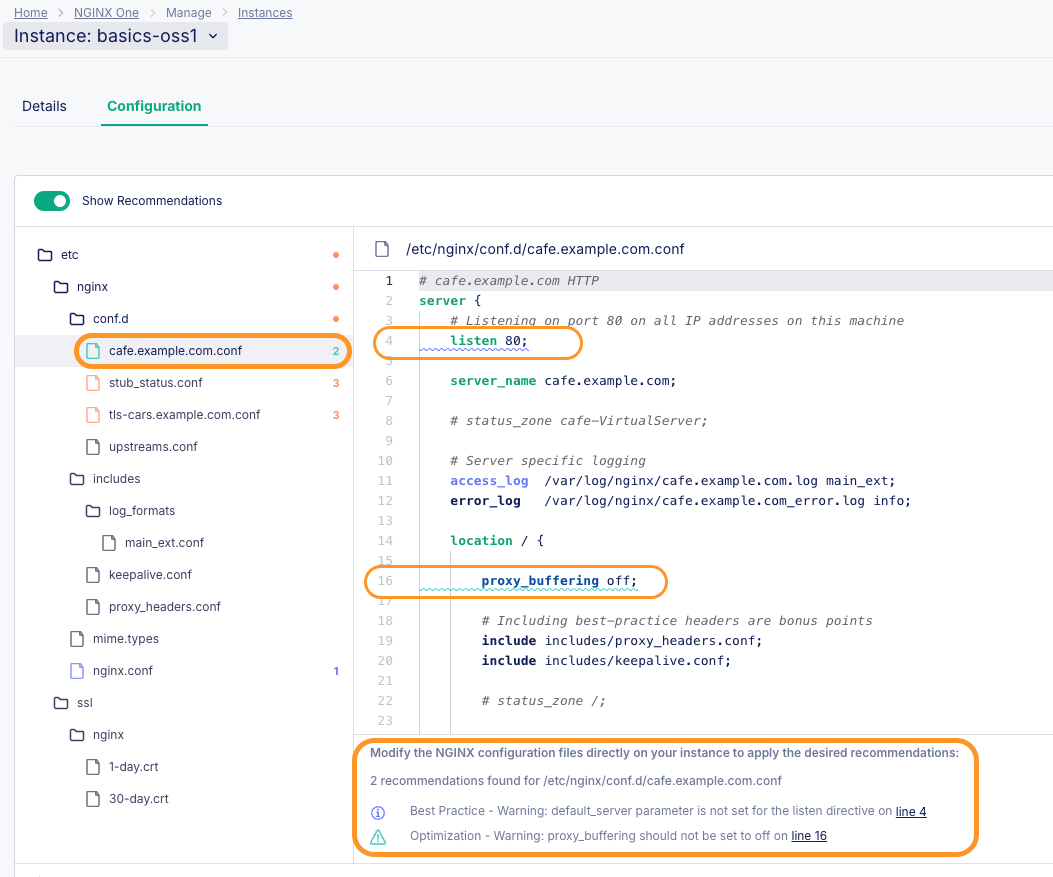 Home > NGINX One > Manage > Instances
Instance: basics-oss1
Details Configuration
Show Recommendations
etc
nginx
conf.d
cafe.example.com.conf 2
stub_status.conf 3
tls-cars.example.com.conf 3
upstreams.conf
includes
log_formats
main_ext.conf
keepalive.conf
proxy_headers.conf
mime.types
nginx.conf 1
ssl
nginx
1-day.crt
30-day.crt
/etc/nginx/conf.d/cafe.example.com.conf
1 # cafe.example.com HTTP
2 server {
3 # Listening on port 80 on all IP addresses on this machine
4 listen 80;
5
6 server_name cafe.example.com;
7
8 # status_zone cafe-VirtualServer;
9
10 # Server specific logging
11 access_log /var/log/nginx/cafe.example.com.log main_ext;
12 error_log /var/log/nginx/cafe.example.com_error.log info;
13
14 location / {
15
16 proxy_buffering off;
17
18 # Including best-practice headers are bonus points
19 include includes/proxy_headers.conf;
20 include includes/keepalive.conf;
21
22 # status_zone /;
23
Modify the NGINX configuration files directly on your instance to apply the desired recommendations:
2 recommendations found for /etc/nginx/conf.d/cafe.example.com.conf
Best Practice - Warning: default_server parameter is not set for the listen directive on line 4
Optimization - Warning: proxy_buffering should not be set to off on line 16